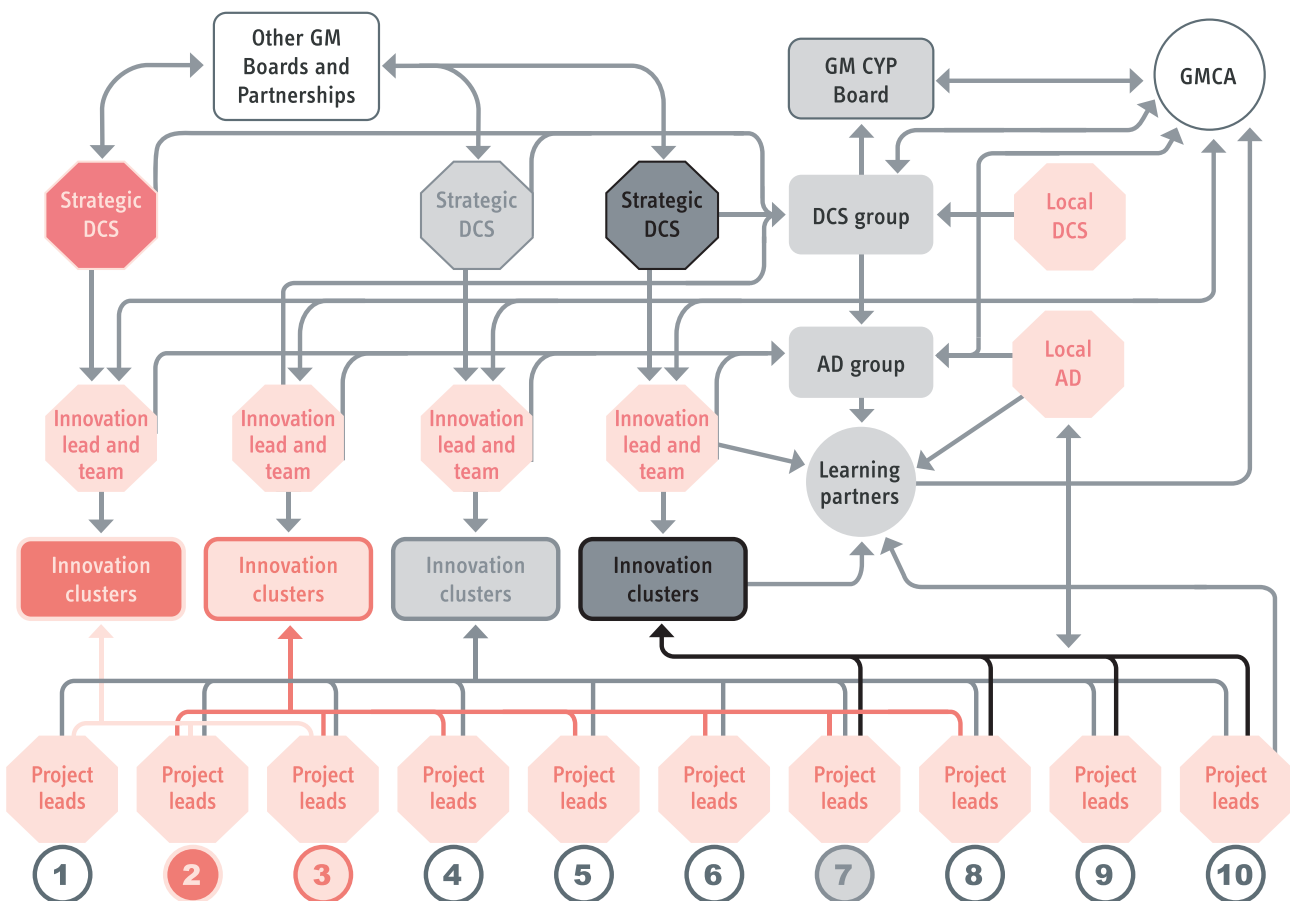 Other GM
Boards and
Partnerships
GM CYP
Board
GMCA
Strategic
DCS
Strategic
DCS
Strategic
DCS
DCS group
Local
DCS
AD group
Local
AD
Innovation
lead and
team
Innovation
lead and
team
Innovation
lead and
team
Innovation
lead and
team
Learning
partners
Innovation
clusters
Innovation
clusters
Innovation
clusters
Innovation
clusters
Project
leads
Project
leads
Project
leads
Project
leads
Project
leads
Project
leads
Project
leads
Project
leads
Project
leads
Project
leads
1
2
3
4
5
6
7
8
9
10